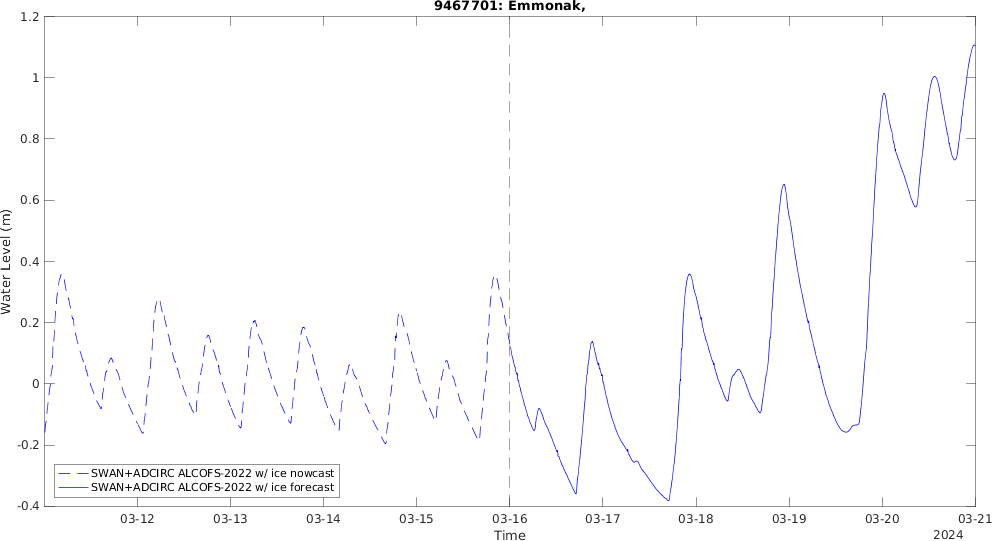 9467701: Emmonak,
1.2
1
0.8
0.6
0.4
0.2
0
-0.2
-0.4
Water Level (m)
SWAN+ADCIRC ALCOFS-2022 w/ ice nowcast
SWAN+ADCIRC ALCOFS-2022 w/ ice forecast
03-12 03-13 03-14 03-15 03-16 03-17 03-18 03-19 03-20 03-21
Time
2024